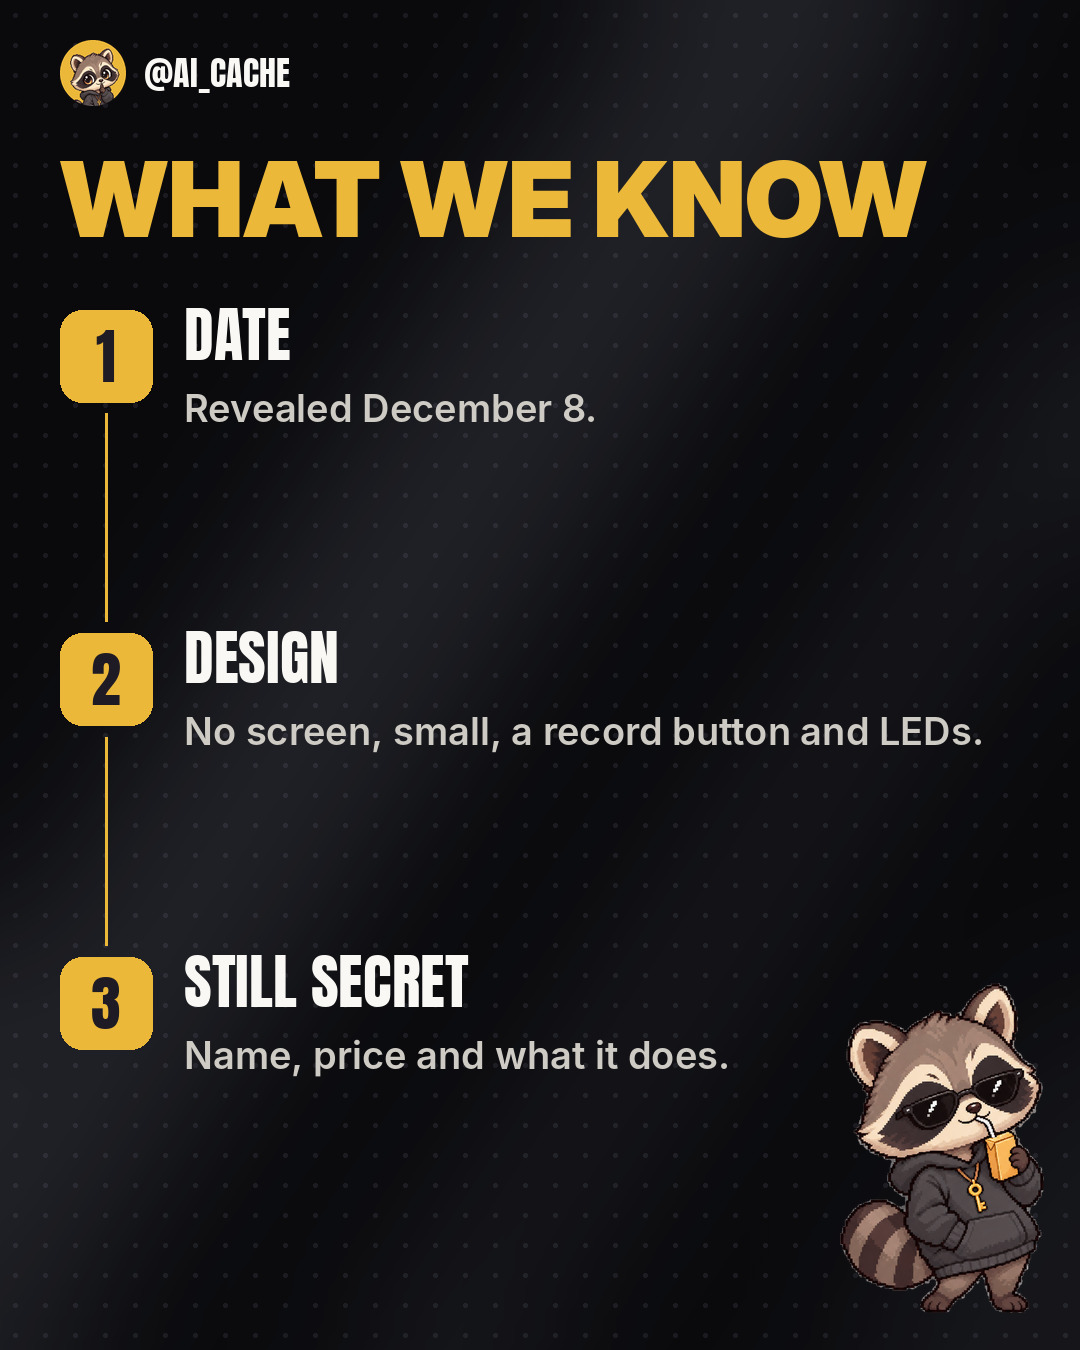 @AI_CACHE
WHAT WE KNOW
1
DATE
Revealed December 8.
2
DESIGN
No screen, small, a record button and LEDs.
3
STILL SECRET
Name, price and what it does.